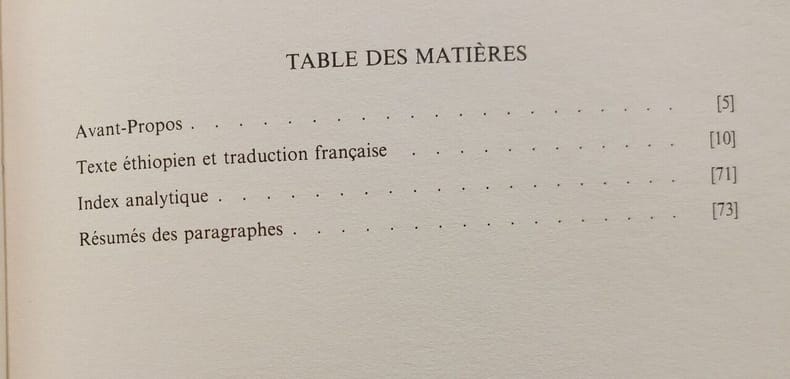 TABLE DES MATIÈRES
Avant-Propos . . . . . . . . . . . . . . . . . [5]
Texte éthiopien et traduction française . . . . . . . . . . [10]
Index analytique . . . . . . . . . . . . . . . . [71]
Résumés des paragraphes . . . . . . . . . . . . . . . . [73]